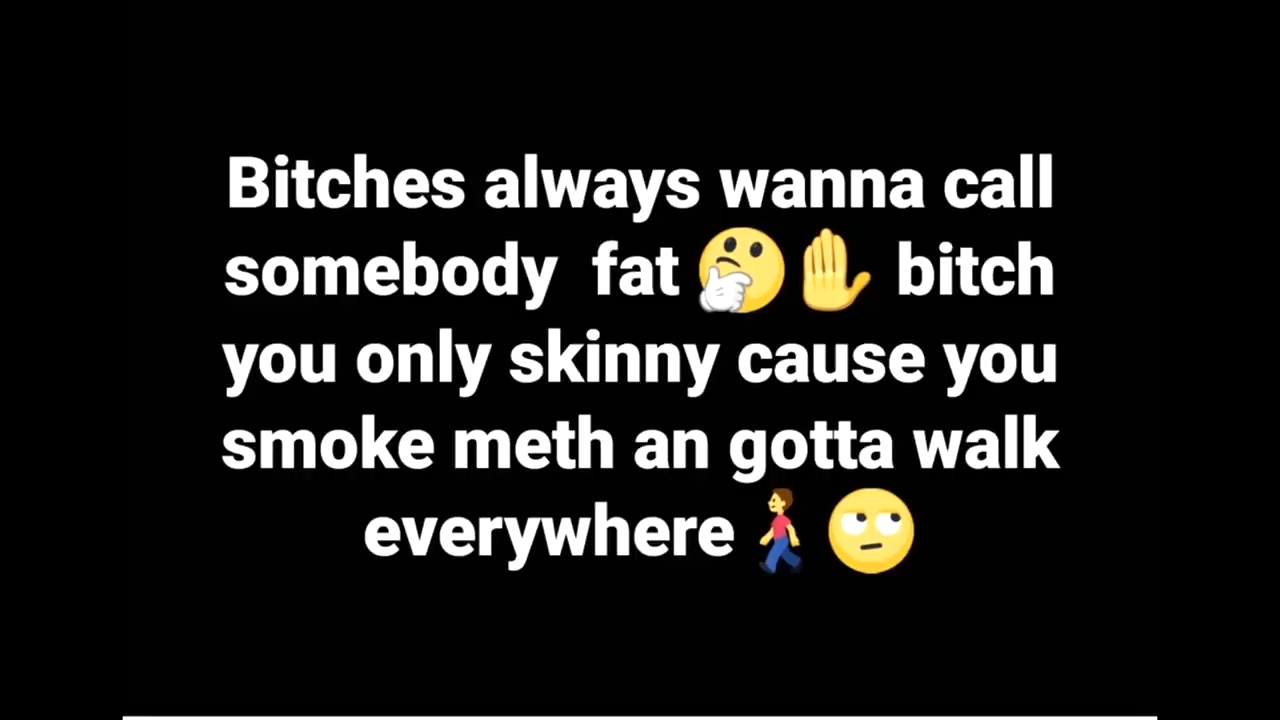 Bitches always wanna call
somebody  fat 🤔✋ bitch
you only skinny cause you
smoke meth an gotta walk
everywhere🚶🙄